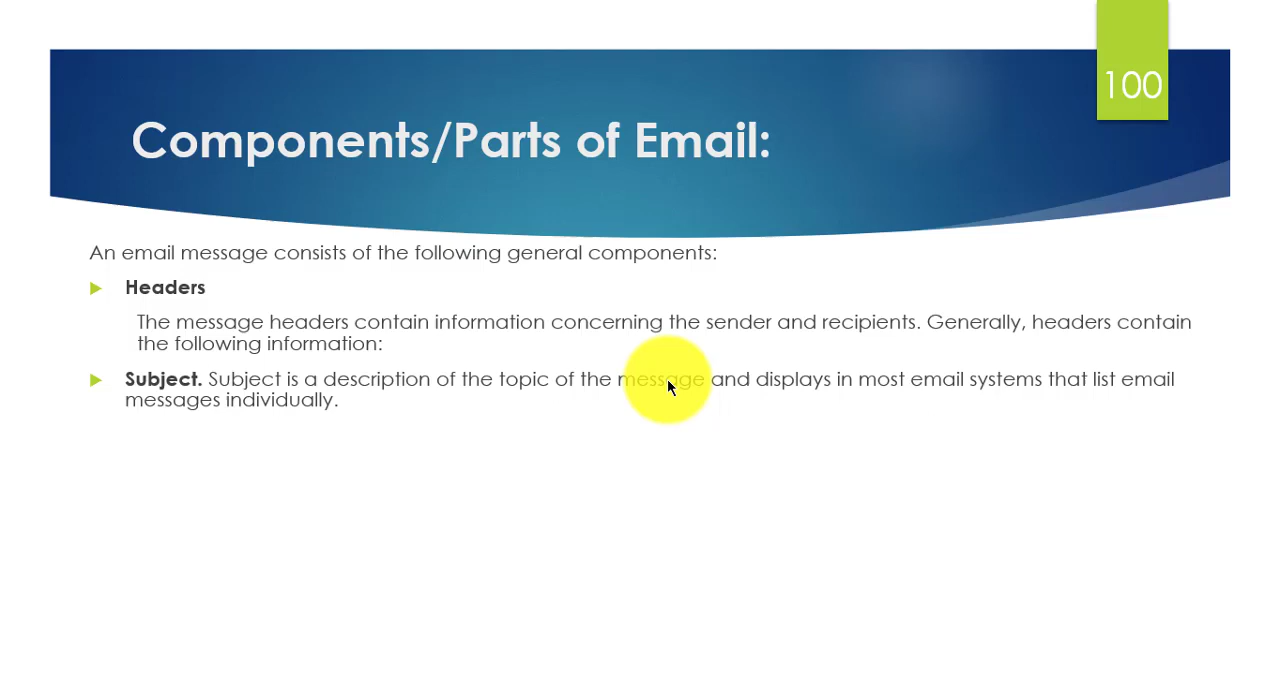 100
Components/Parts of Email:
An email message consists of the following general components:
Headers
The message headers contain information concerning the sender and recipients. Generally, headers contain
the following information:
Subject. Subject is a description of the topic of the message and displays in most email systems that list email
messages individually.